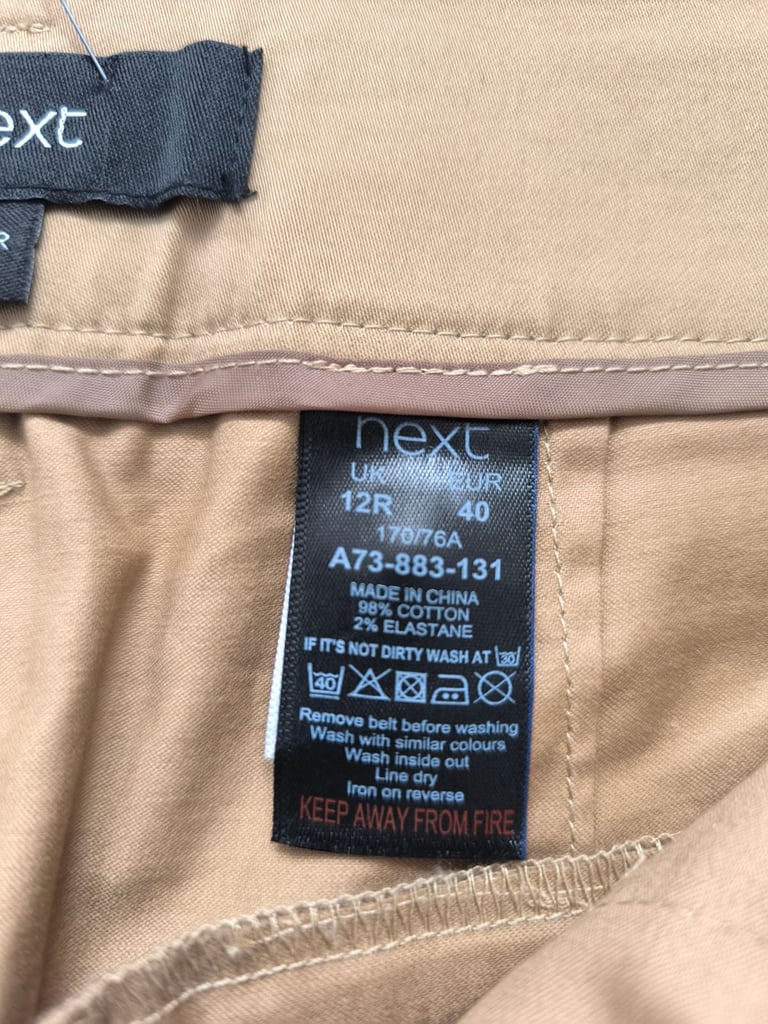 ext
R
next
UK EUR
12R 40
170/76A
A73-883-131
MADE IN CHINA
98% COTTON
2% ELASTANE
IF IT'S NOT DIRTY WASH AT 30
40
Remove belt before washing
Wash with similar colours
Wash inside out
Line dry
Iron on reverse
KEEP AWAY FROM FIRE